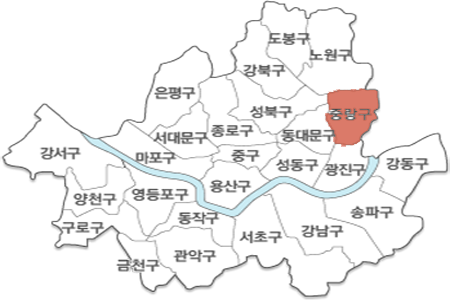 도봉구
노원구
강북구
은평구
성북구
중랑구
서대문구
종로구
동대문구
강서구
마포구
중구
성동구
광진구
강동구
양천구
영등포구
용산구
동작구
송파구
구로구
서초구
강남구
금천구
관악구